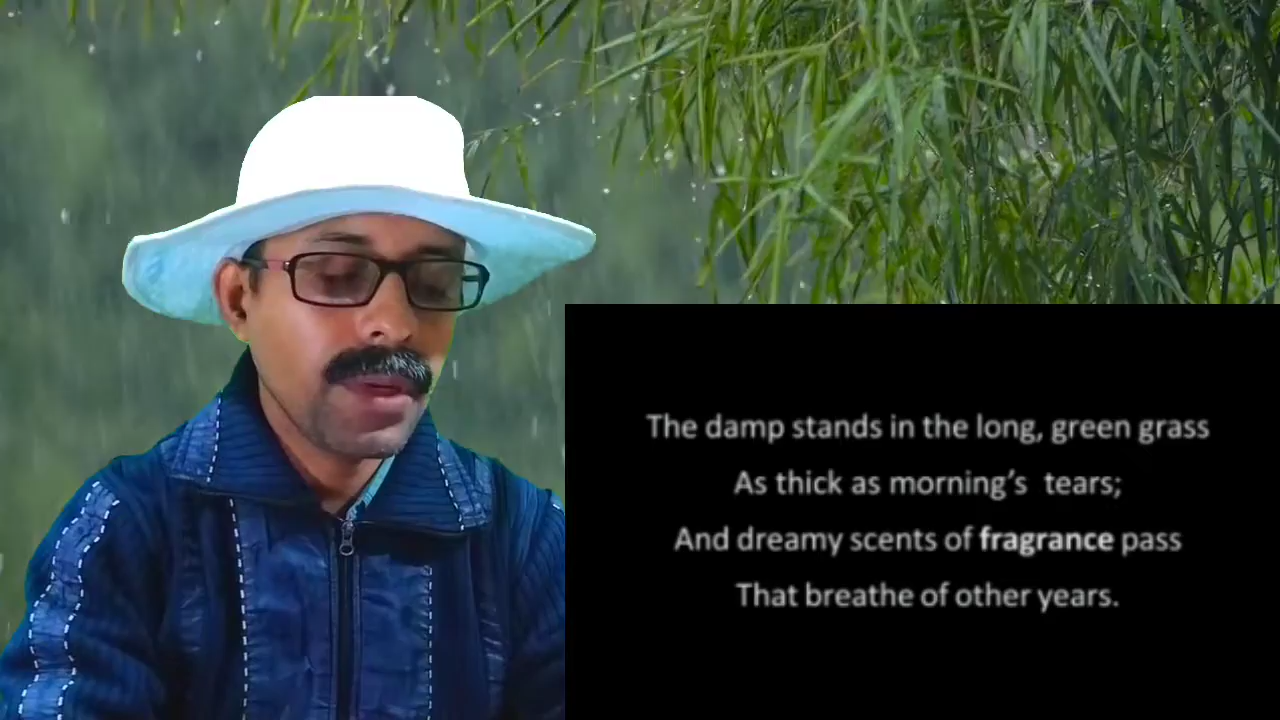 The damp stands in the long, green grass
As thick as morning's tears;
And dreamy scents of fragrance pass
That breathe of other years.